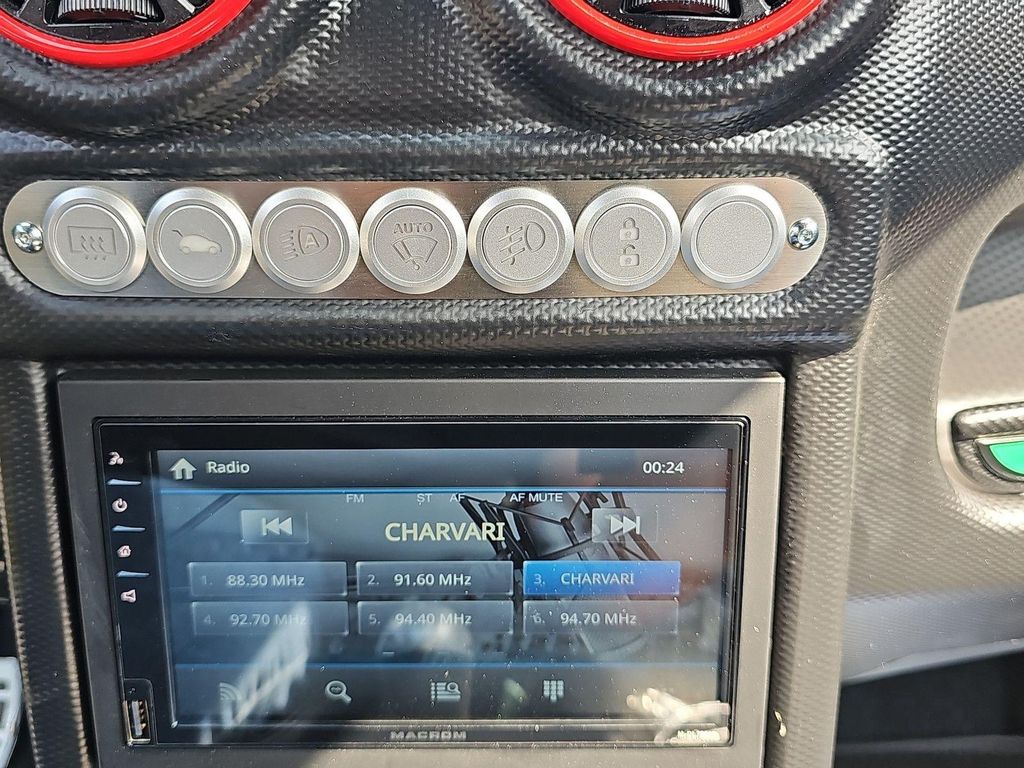 A
AUTO
Radio
00:24
FM ST AF AF MUTE
CHARVARI
1. 88.30 MHz
2. 91.60 MHz
3. CHARVARI
4. 92.70 MHz
5. 94.40 MHz
6. 94.70 MHz
MACROM